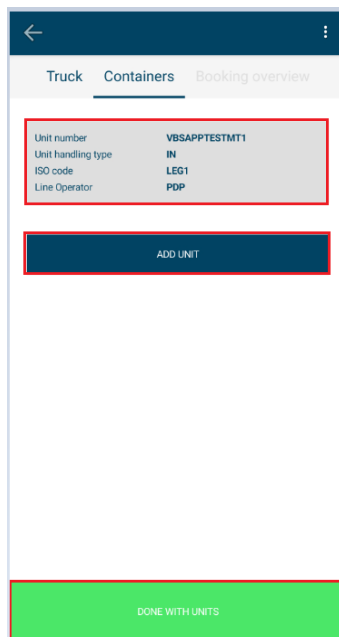 Truck Containers Booking overview
Unit number VBSAPPTESTMT1
Unit handling type IN
ISO code LEG1
Line Operator PDP
ADD UNIT
DONE WITH UNITS